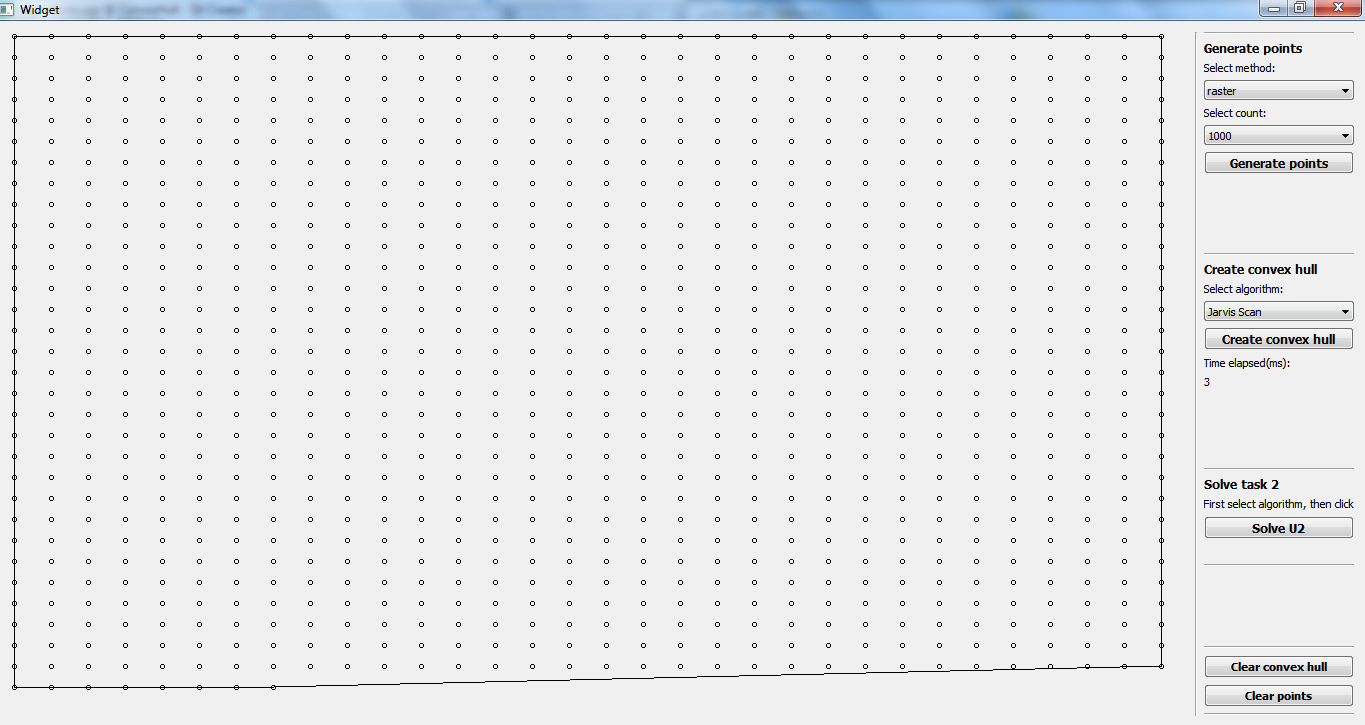 Widget
Generate points
Select method:
raster
Select count:
1000
Generate points
Create convex hull
Select algorithm:
Jarvis Scan
Create convex hull
Time elapsed(ms):
3
Solve task 2
First select algorithm, then click
Solve U2
Clear convex hull
Clear points